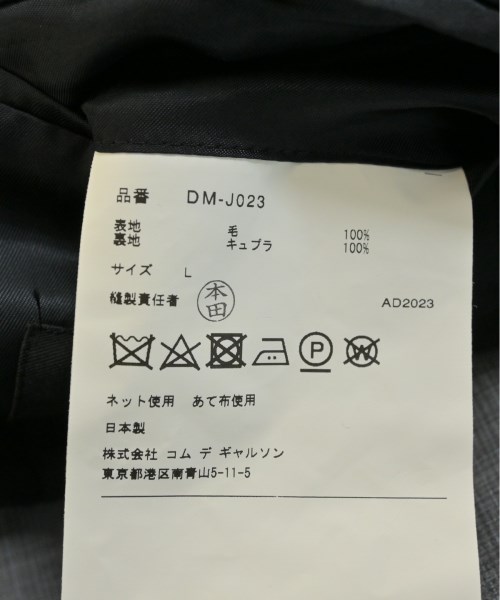 品番 DM-J023
表地 毛 100%
裏地 キュプラ 100%
サイズ L
縫製責任者 本田 AD2023
P W
ネット使用 あて布使用
日本製
株式会社 コム デ ギャルソン
東京都港区南青山5-11-5